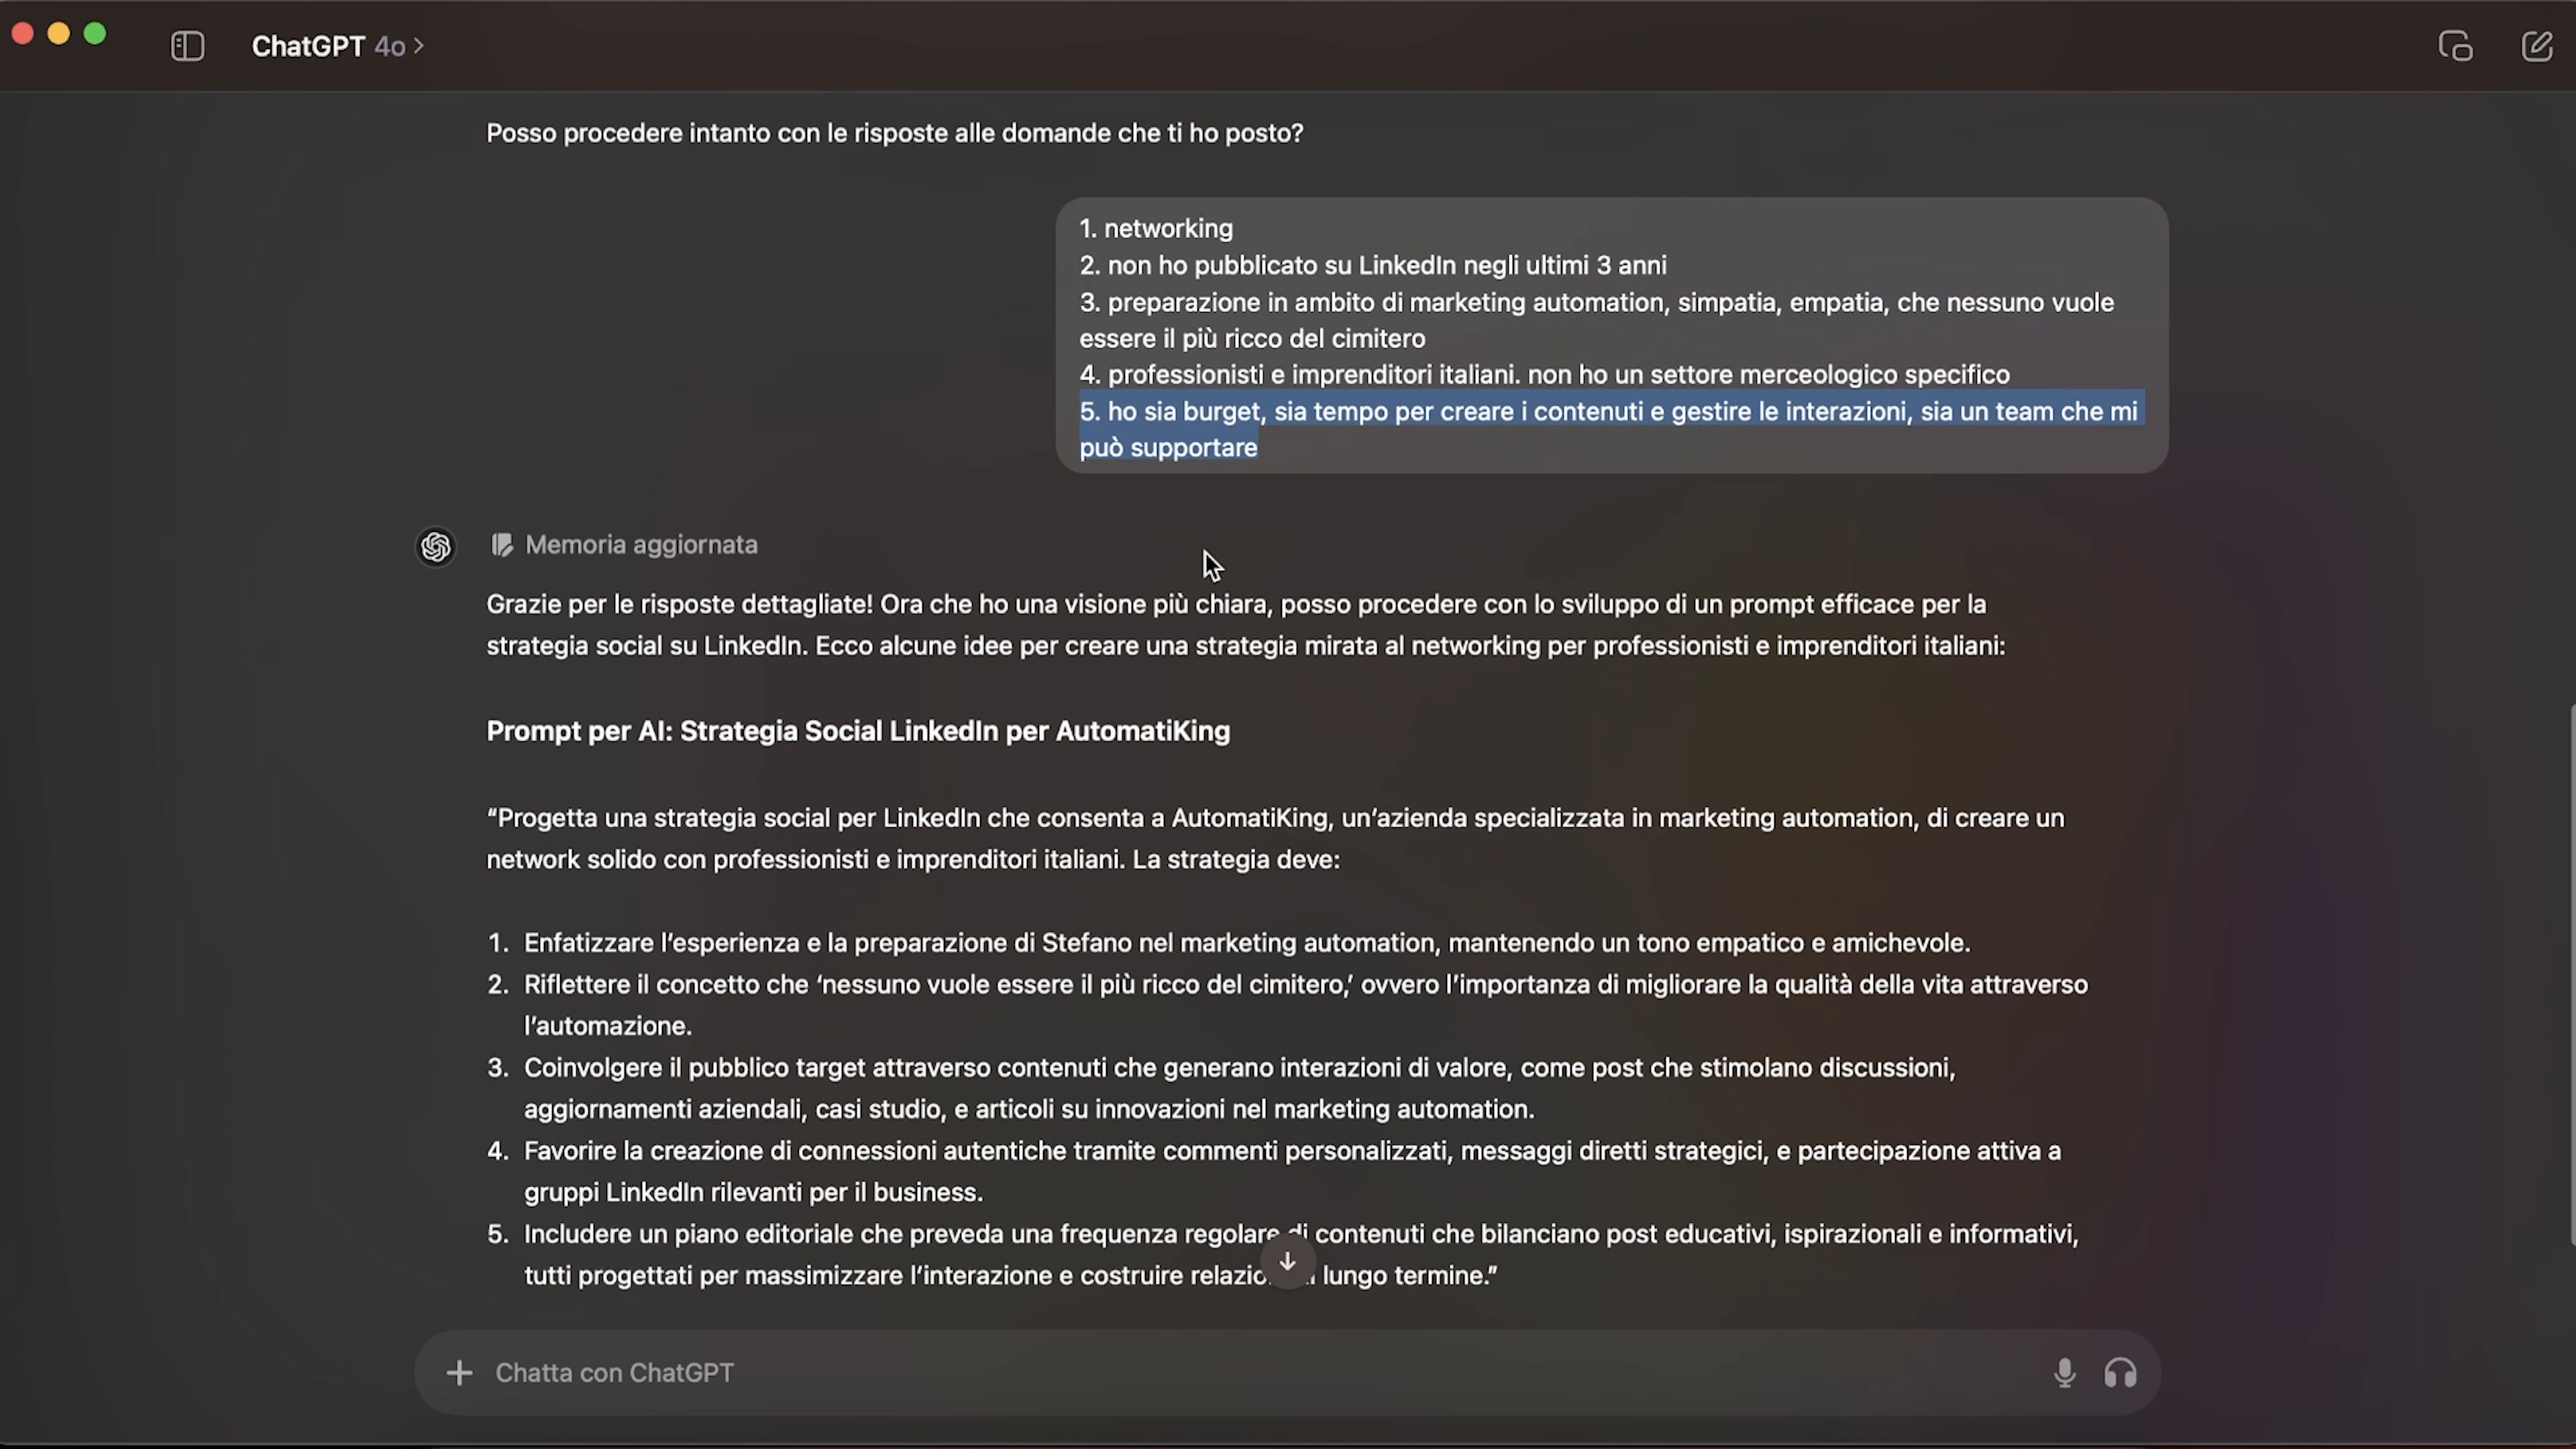 ChatGPT 4o >
Posso procedere intanto con le risposte alle domande che ti ho posto?
1. networking
2. non ho pubblicato su LinkedIn negli ultimi 3 anni
3. preparazione in ambito di marketing automation, simpatia, empatia, che nessuno vuole
essere il più ricco del cimitero
4. professionisti e imprenditori italiani. non ho un settore merceologico specifico
5. ho sia burget, sia tempo per creare i contenuti e gestire le interazioni, sia un team che mi
può supportare
Memoria aggiornata
Grazie per le risposte dettagliate! Ora che ho una visione più chiara, posso procedere con lo sviluppo di un prompt efficace per la
strategia social su LinkedIn. Ecco alcune idee per creare una strategia mirata al networking per professionisti e imprenditori italiani:
Prompt per AI: Strategia Social LinkedIn per AutomatiKing
“Progetta una strategia social per LinkedIn che consenta a AutomatiKing, un’azienda specializzata in marketing automation, di creare un
network solido con professionisti e imprenditori italiani. La strategia deve:
1. Enfatizzare l’esperienza e la preparazione di Stefano nel marketing automation, mantenendo un tono empatico e amichevole.
2. Riflettere il concetto che ‘nessuno vuole essere il più ricco del cimitero,’ ovvero l’importanza di migliorare la qualità della vita attraverso
l’automazione.
3. Coinvolgere il pubblico target attraverso contenuti che generano interazioni di valore, come post che stimolano discussioni,
aggiornamenti aziendali, casi studio, e articoli su innovazioni nel marketing automation.
4. Favorire la creazione di connessioni autentiche tramite commenti personalizzati, messaggi diretti strategici, e partecipazione attiva a
gruppi LinkedIn rilevanti per il business.
5. Includere un piano editoriale che preveda una frequenza regolare di contenuti che bilanciano post educativi, ispirazionali e informativi,
tutti progettati per massimizzare l’interazione e costruire lungo termine.”
Chatta con ChatGPT